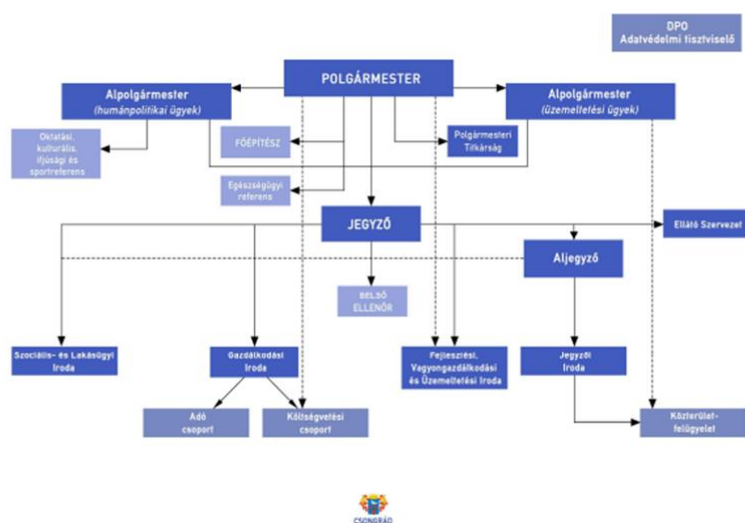 DPO
Adatvédelmi tisztviselő
POLGÁRMESTER
Alpolgármester
(humánpolitikai ügyek)
Alpolgármester
(üzemeltetési ügyek)
Oktatási,
kulturális,
ifjúsági és
sportreferens
FŐÉPÍTÉSZ
Polgármesteri
Titkárság
Egészségügyi
referens
JEGYZŐ
Ellátó Szervezet
Aljegyző
BELSŐ
ELLENŐR
Szociális- és Lakásügyi
Iroda
Gazdálkodási
Iroda
Fejlesztési,
Vagyongazdálkodási
és Üzemeltetési Iroda
Jegyzői
Iroda
Adó
csoport
Költségvetési
csoport
Közterület-
felügyelet
CSONGRÁD